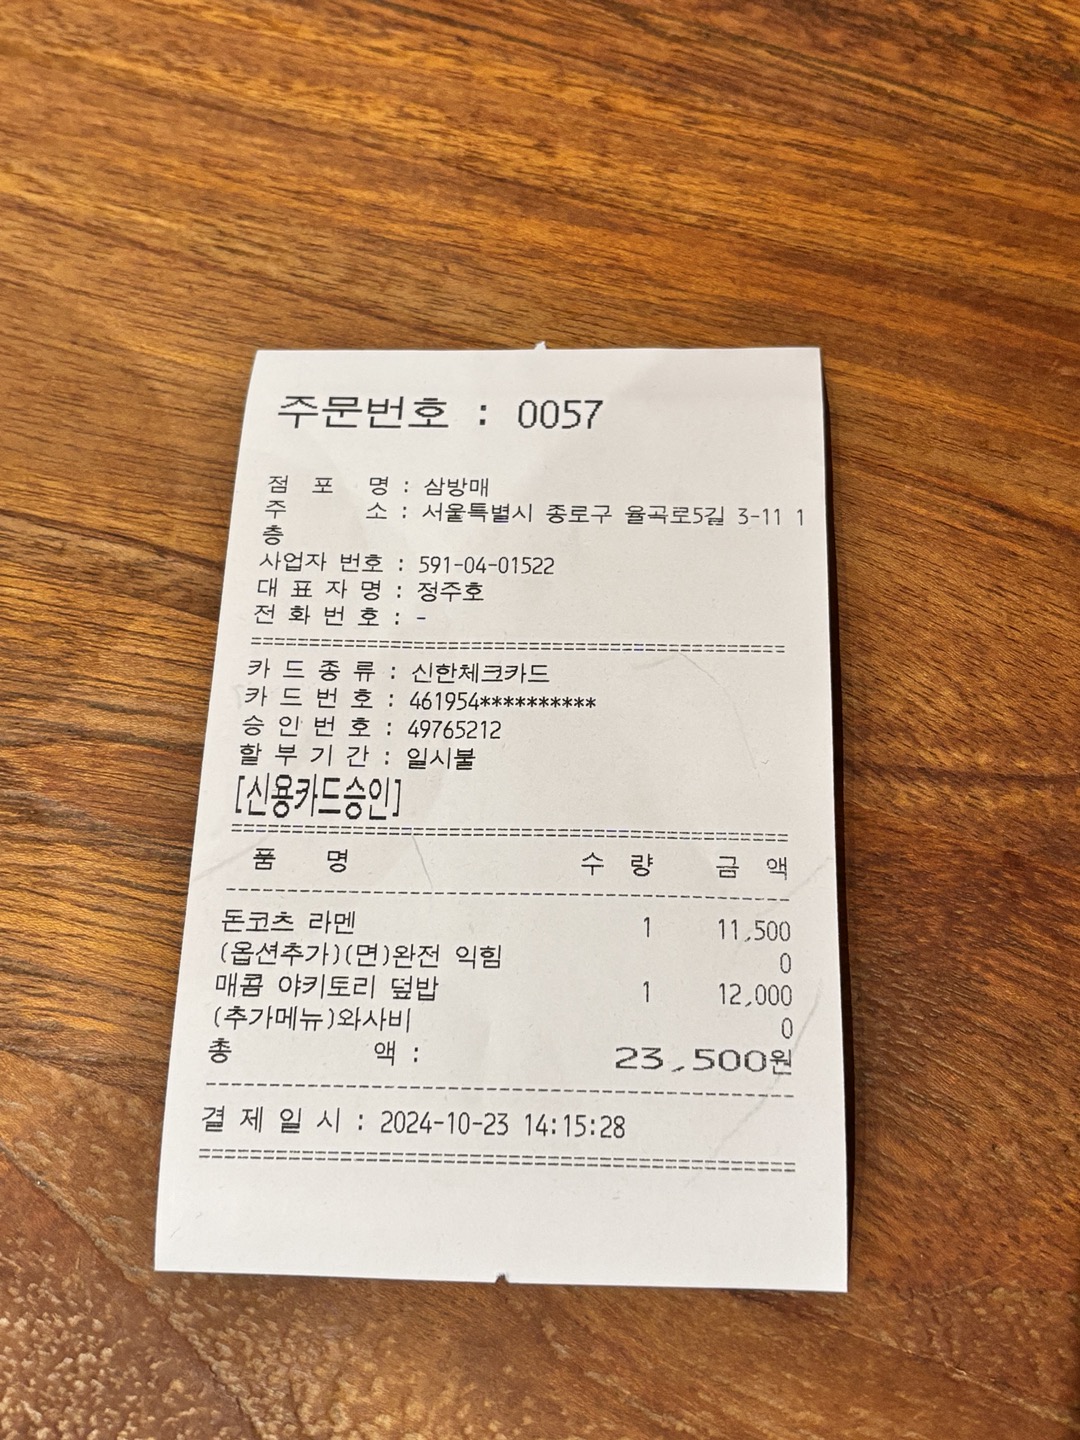 주문번호 : 0057
점 포 명 : 삼방매
주 소 : 서울특별시 종로구 율곡로5길 3-11 1
층
사업자 번호 : 591-04-01522
대 표 자 명 : 정주호
전 화 번 호 : -
================================================
카 드 종 류 : 신한체크카드
카 드 번 호 : 461954**********
승 인 번 호 : 49765212
할 부 기 간 : 일시불
[신용카드승인]
================================================
품 명 수 량 금 액
------------------------------------------------
돈코츠 라멘 1 11,500
(옵션추가)(면)완전 익힘 0
매콤 야키토리 덮밥 1 12,000
(추가메뉴)와사비 0
총 액 : 23,500원
------------------------------------------------
결 제 일 시 : 2024-10-23 14:15:28
================================================